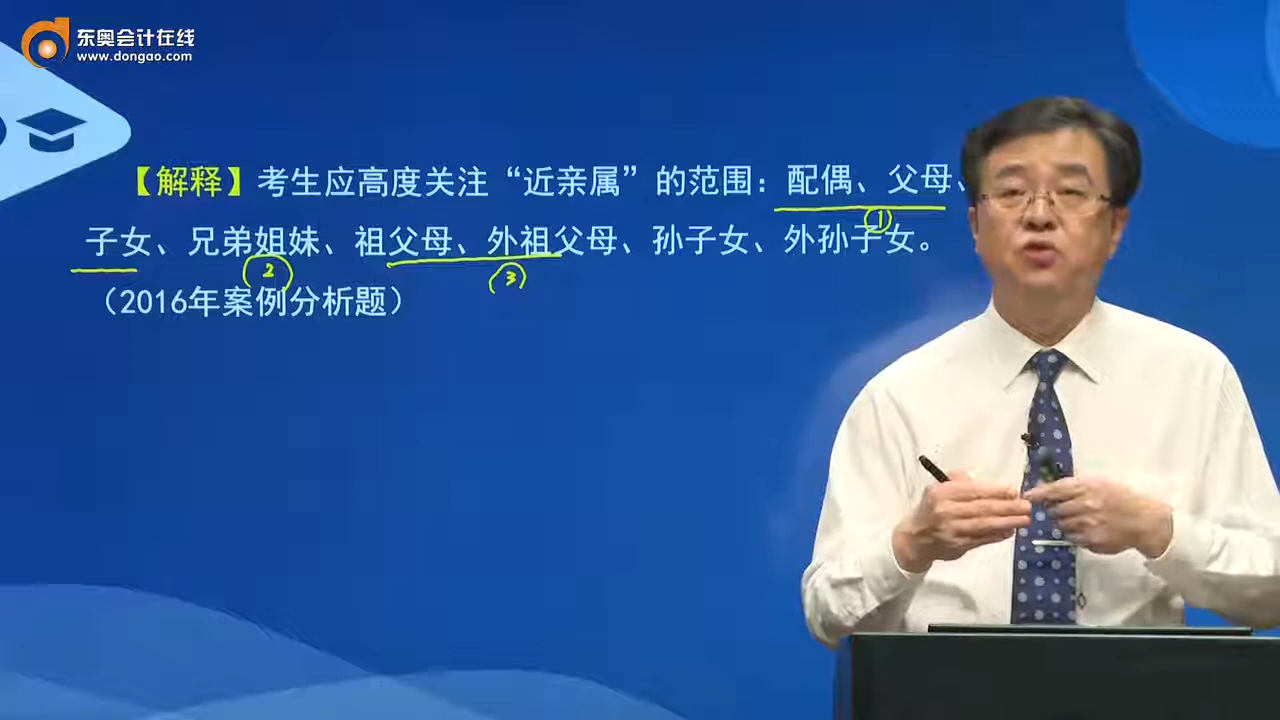 东奥会计在线
www.dongao.com
【解释】考生应高度关注“近亲属”的范围：配偶、父母、
子女、兄弟姐妹、祖父母、外祖父母、孙子女、外孙子女。
①
②
③
（2016年案例分析题）